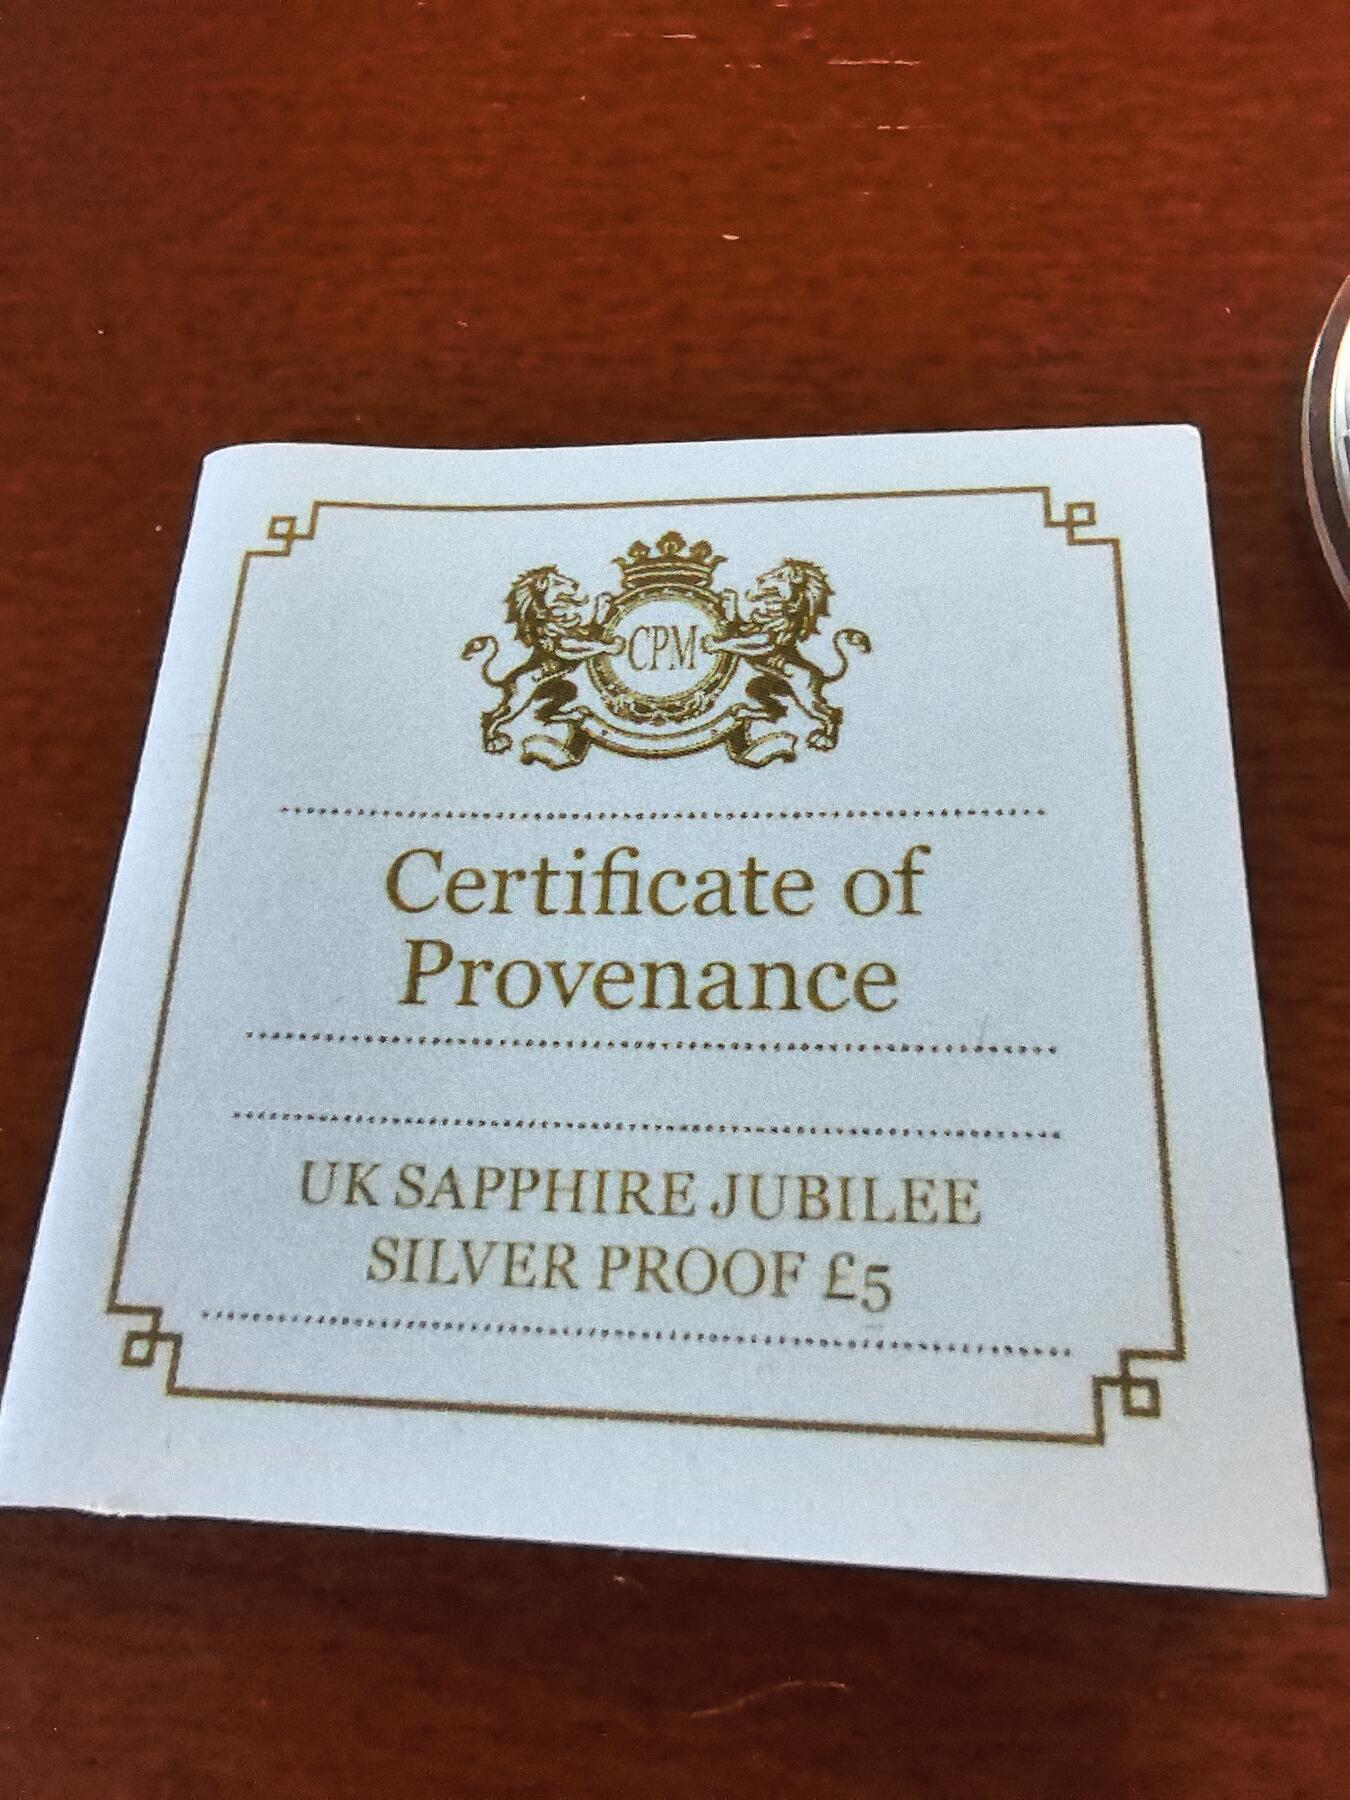 CPM
Certificate of
Provenance
UK SAPPHIRE JUBILEE
SILVER PROOF £5